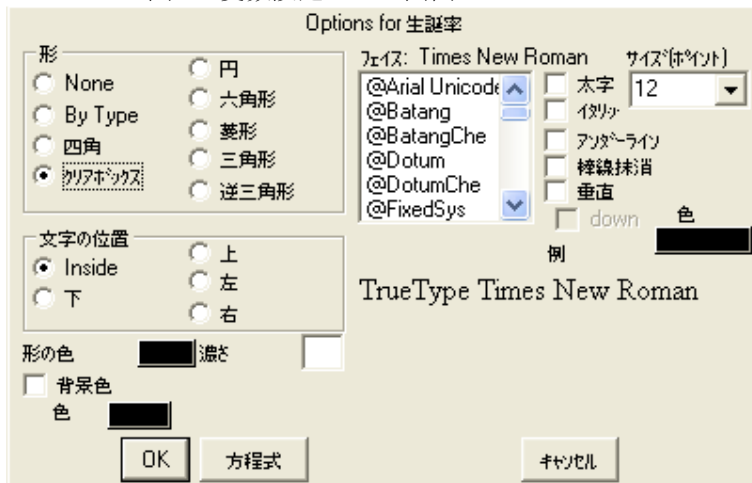 Options for 生誕率
形
None
By Type
四角
ｸﾘｱﾎﾞｯｸｽ
円
六角形
菱形
三角形
逆三角形
文字の位置
Inside
下
上
左
右
形の色
濃さ
背景色
色
ﾌｪｲｽ: Times New Roman
@Arial Unicode
@Batang
@BatangChe
@Dotum
@DotumChe
@FixedSys
太字
ｲﾀﾘｯｸ
ｱﾝﾀﾞｰﾗｲﾝ
棒線抹消
垂直
down
ｻｲｽﾞ(ﾎﾟｲﾝﾄ)
12
色
例
TrueType Times New Roman
OK
方程式
ｷｬﾝｾﾙ